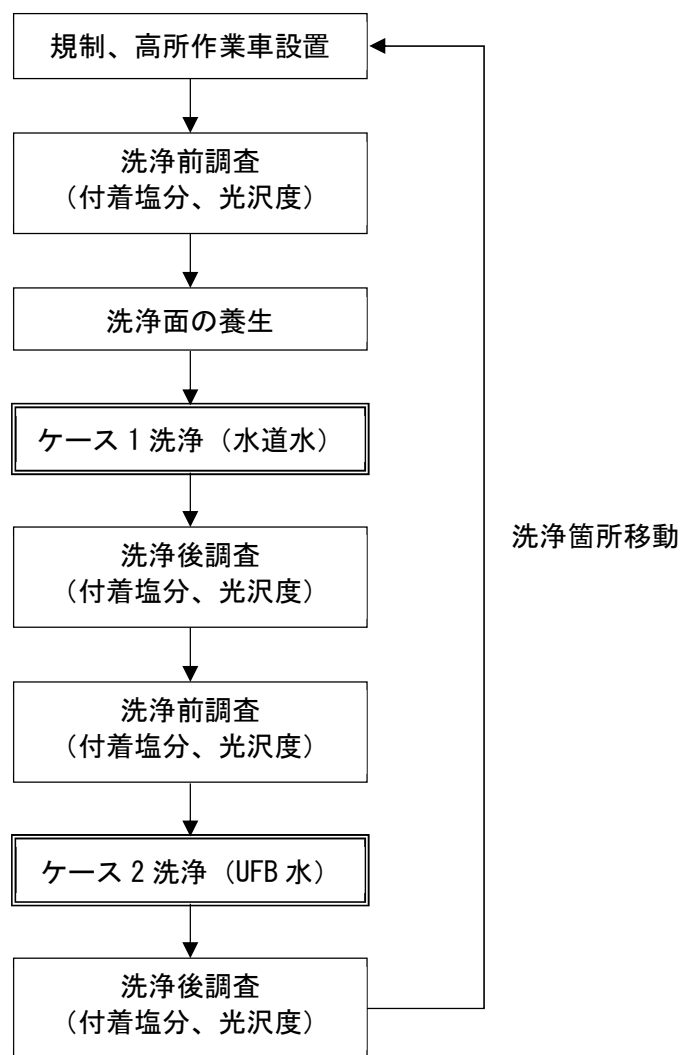 規制、高所作業車設置
洗浄前調査
（付着塩分、光沢度）
洗浄面の養生
ケース1洗浄（水道水）
洗浄後調査
（付着塩分、光沢度）
洗浄箇所移動
洗浄前調査
（付着塩分、光沢度）
ケース2洗浄（UFB水）
洗浄後調査
（付着塩分、光沢度）